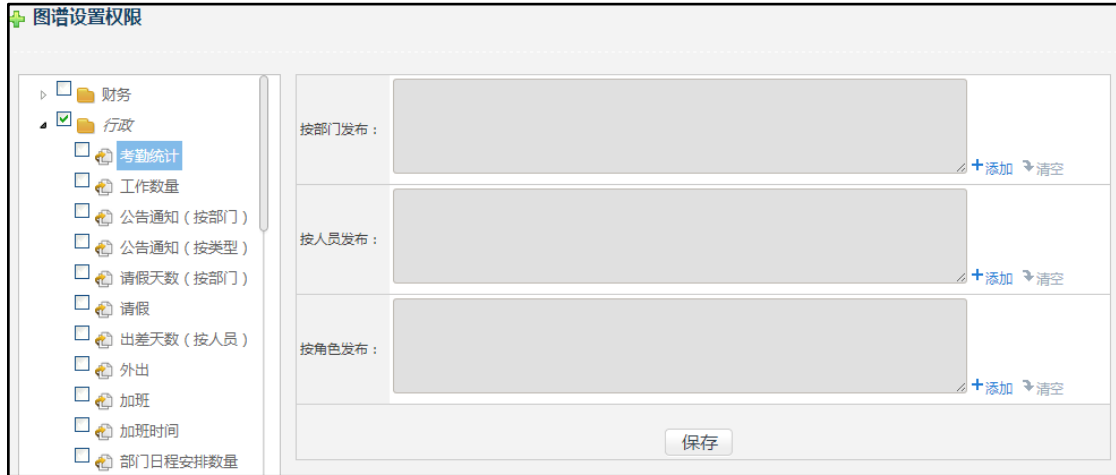 图谱设置权限
财务
行政
考勤统计
工作数量
公告通知（按部门）
公告通知（按类型）
请假天数（按部门）
请假
出差天数（按人员）
外出
加班
加班时间
部门日程安排数量
按部门发布：
添加 清空
按人员发布：
添加 清空
按角色发布：
添加 清空
保存